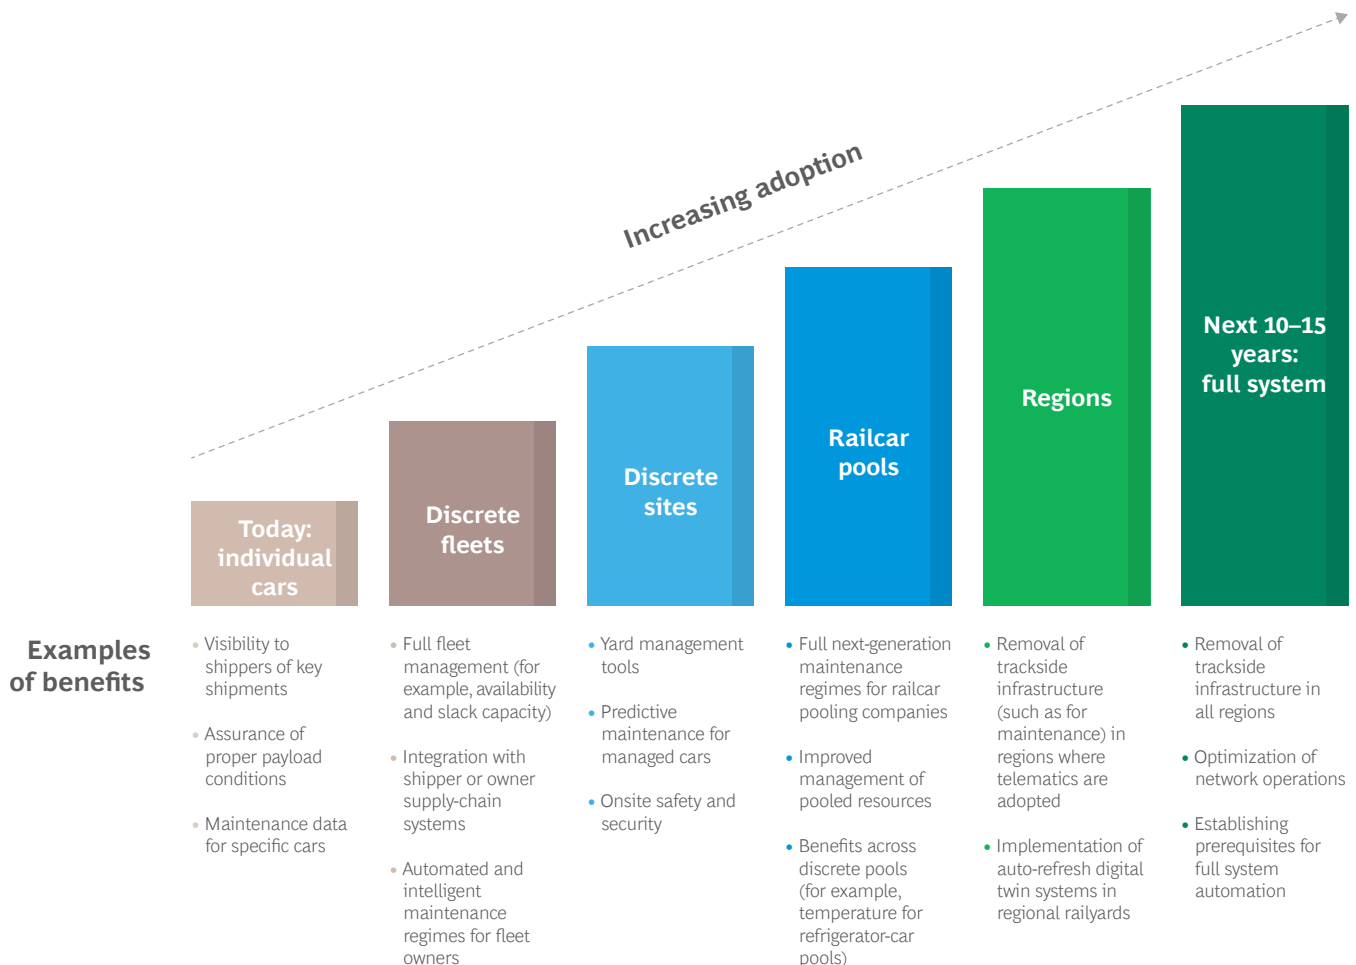 Increasing adoption
Today:
individual
cars
Discrete
fleets
Discrete
sites
Railcar
pools
Regions
Next 10–15
years:
full system
Examples
of benefits
• Visibility to
shippers of key
shipments
• Assurance of
proper payload
conditions
• Maintenance data
for specific cars
• Full fleet
management (for
example, availability
and slack capacity)
• Integration with
shipper or owner
supply-chain
systems
• Automated and
intelligent
maintenance
regimes for fleet
owners
• Yard management
tools
• Predictive
maintenance for
managed cars
• Onsite safety and
security
• Full next-generation
maintenance
regimes for railcar
pooling companies
• Improved
management of
pooled resources
• Benefits across
discrete pools
(for example,
temperature for
refrigerator-car
pools)
• Removal of
trackside
infrastructure
(such as for
maintenance) in
regions where
telematics are
adopted
• Implementation of
auto-refresh digital
twin systems in
regional railyards
• Removal of
trackside
infrastructure in
all regions
• Optimization of
network operations
• Establishing
prerequisites for
full system
automation